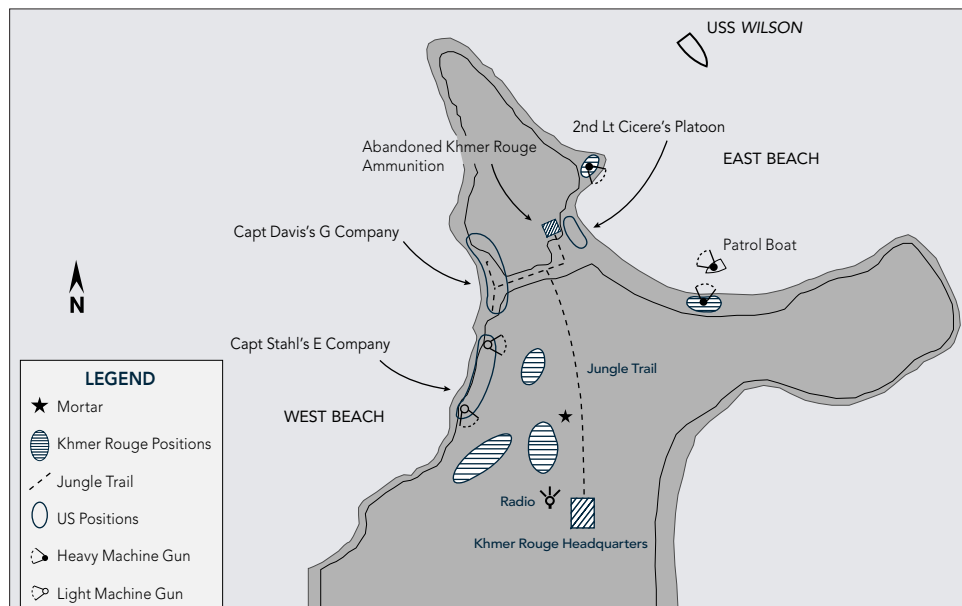 USS WILSON
2nd Lt Cicere's Platoon
EAST BEACH
Abandoned Khmer Rouge
Ammunition
Capt Davis's G Company
Patrol Boat
N
Capt Stahl's E Company
Jungle Trail
WEST BEACH
Radio
Khmer Rouge Headquarters
LEGEND
Mortar
Khmer Rouge Positions
Jungle Trail
US Positions
Heavy Machine Gun
Light Machine Gun